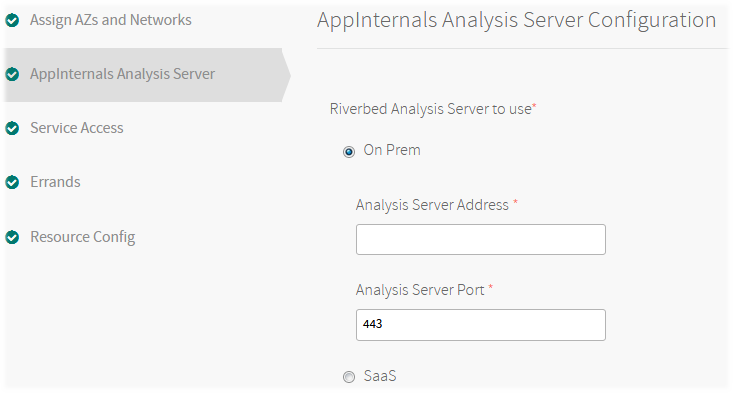 Assign AZs and Networks
AppInternals Analysis Server
Service Access
Errands
Resource Config
AppInternals Analysis Server Configuration
Riverbed Analysis Server to use*
On Prem
Analysis Server Address *
Analysis Server Port *
443
SaaS